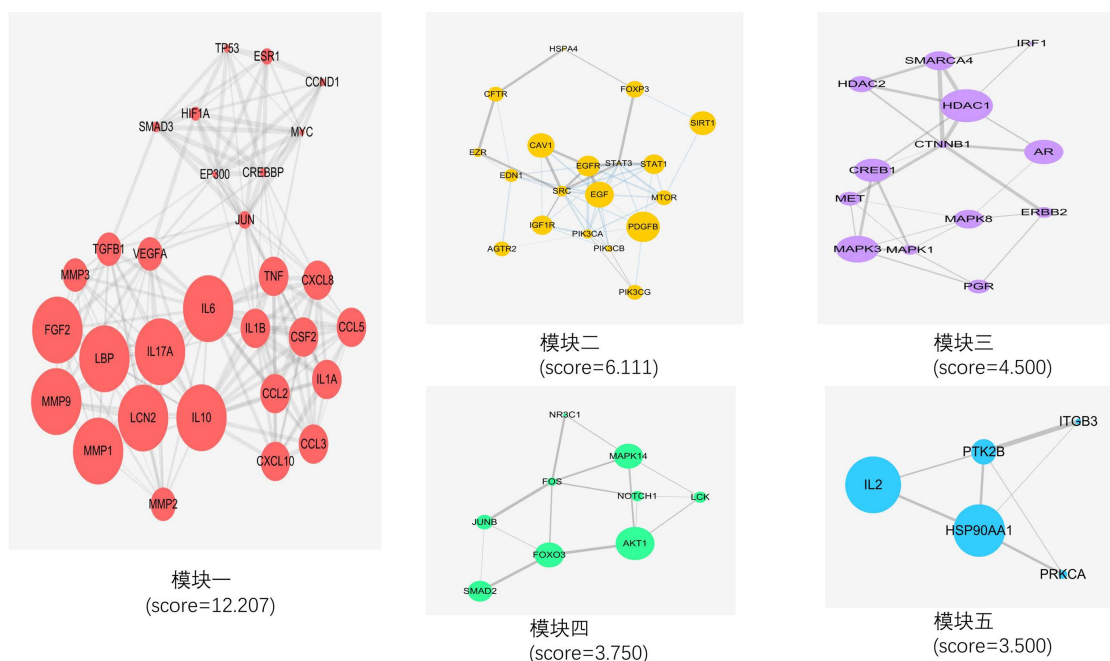 TP53
ESR1
CCND1
HIF1A
SMAD3
MYC
EP300
CREBBP
JUN
TGFB1
VEGFA
MMP3
TNF
CXCL8
IL6
FGF2
IL1B
CSF2
CCL5
LBP
IL17A
IL1A
CCL2
MMP9
LCN2
IL10
MMP1
CCL3
CXCL10
MMP2
模块一
(score=12.207)
HSPA4
CFTR
FOXP3
SIRT1
CAV1
EZR
EGFR
STAT3
STAT1
EDN1
SRC
EGF
MTOR
IGF1R
PDGFB
PIK3CA
AGTR2
PIK3CB
PIK3CG
模块二
(score=6.111)
IRF1
SMARCA4
HDAC2
HDAC1
CTNNB1
AR
CREB1
MET
ERBB2
MAPK8
MAPK3
MAPK1
PGR
模块三
(score=4.500)
NR3C1
MAPK14
FOS
NOTCH1
LCK
JUNB
AKT1
FOXO3
SMAD2
模块四
(score=3.750)
ITGB3
PTK2B
IL2
HSP90AA1
PRKCA
模块五
(score=3.500)